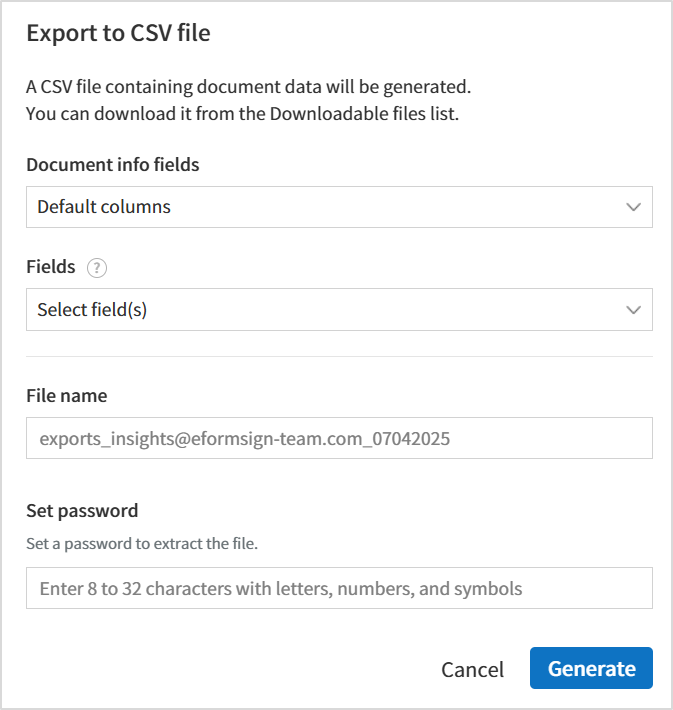 Export to CSV file
A CSV file containing document data will be generated.
You can download it from the Downloadable files list.
Document info fields
Default columns
Fields ?
Select field(s)
File name
exports_insights@eformsign-team.com_07042025
Set password
Set a password to extract the file.
Enter 8 to 32 characters with letters, numbers, and symbols
Cancel Generate